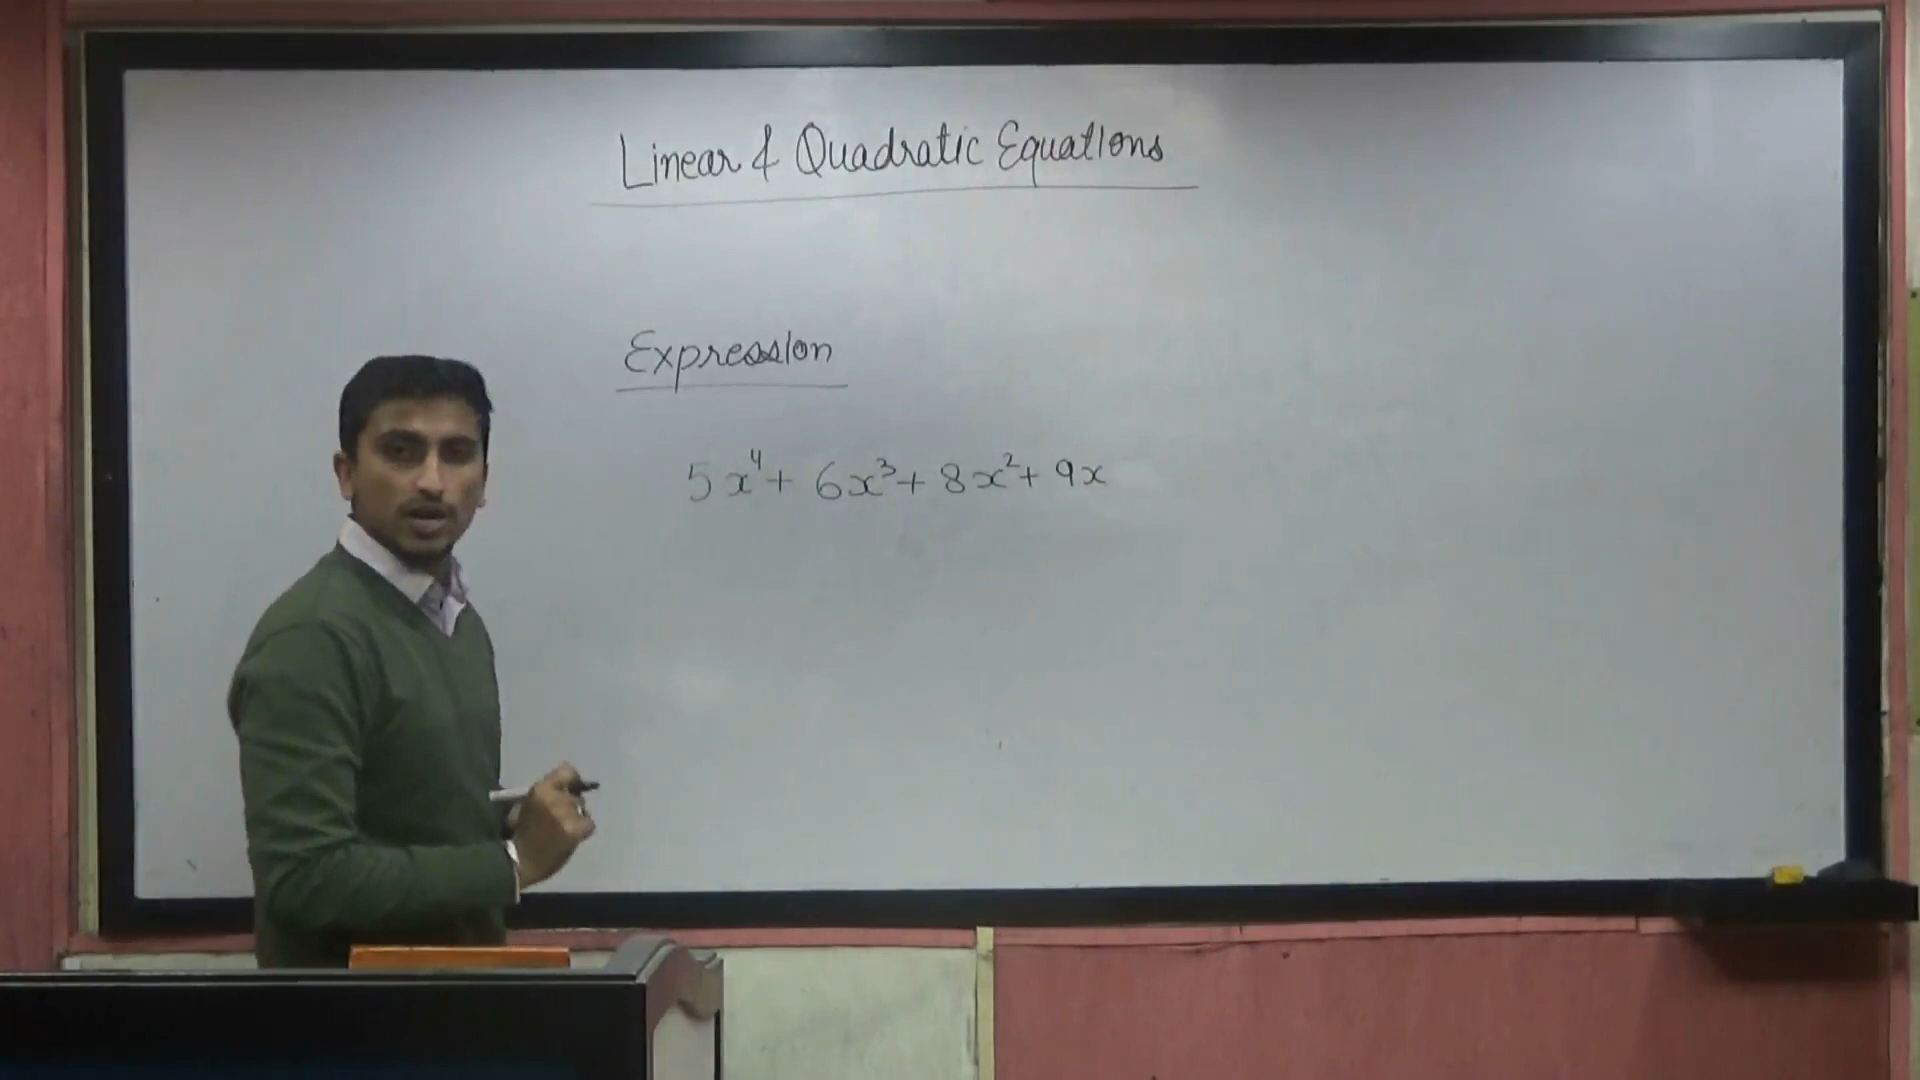 Linear & Quadratic Equations
Expression
5x⁴ + 6x³ + 8x² + 9x